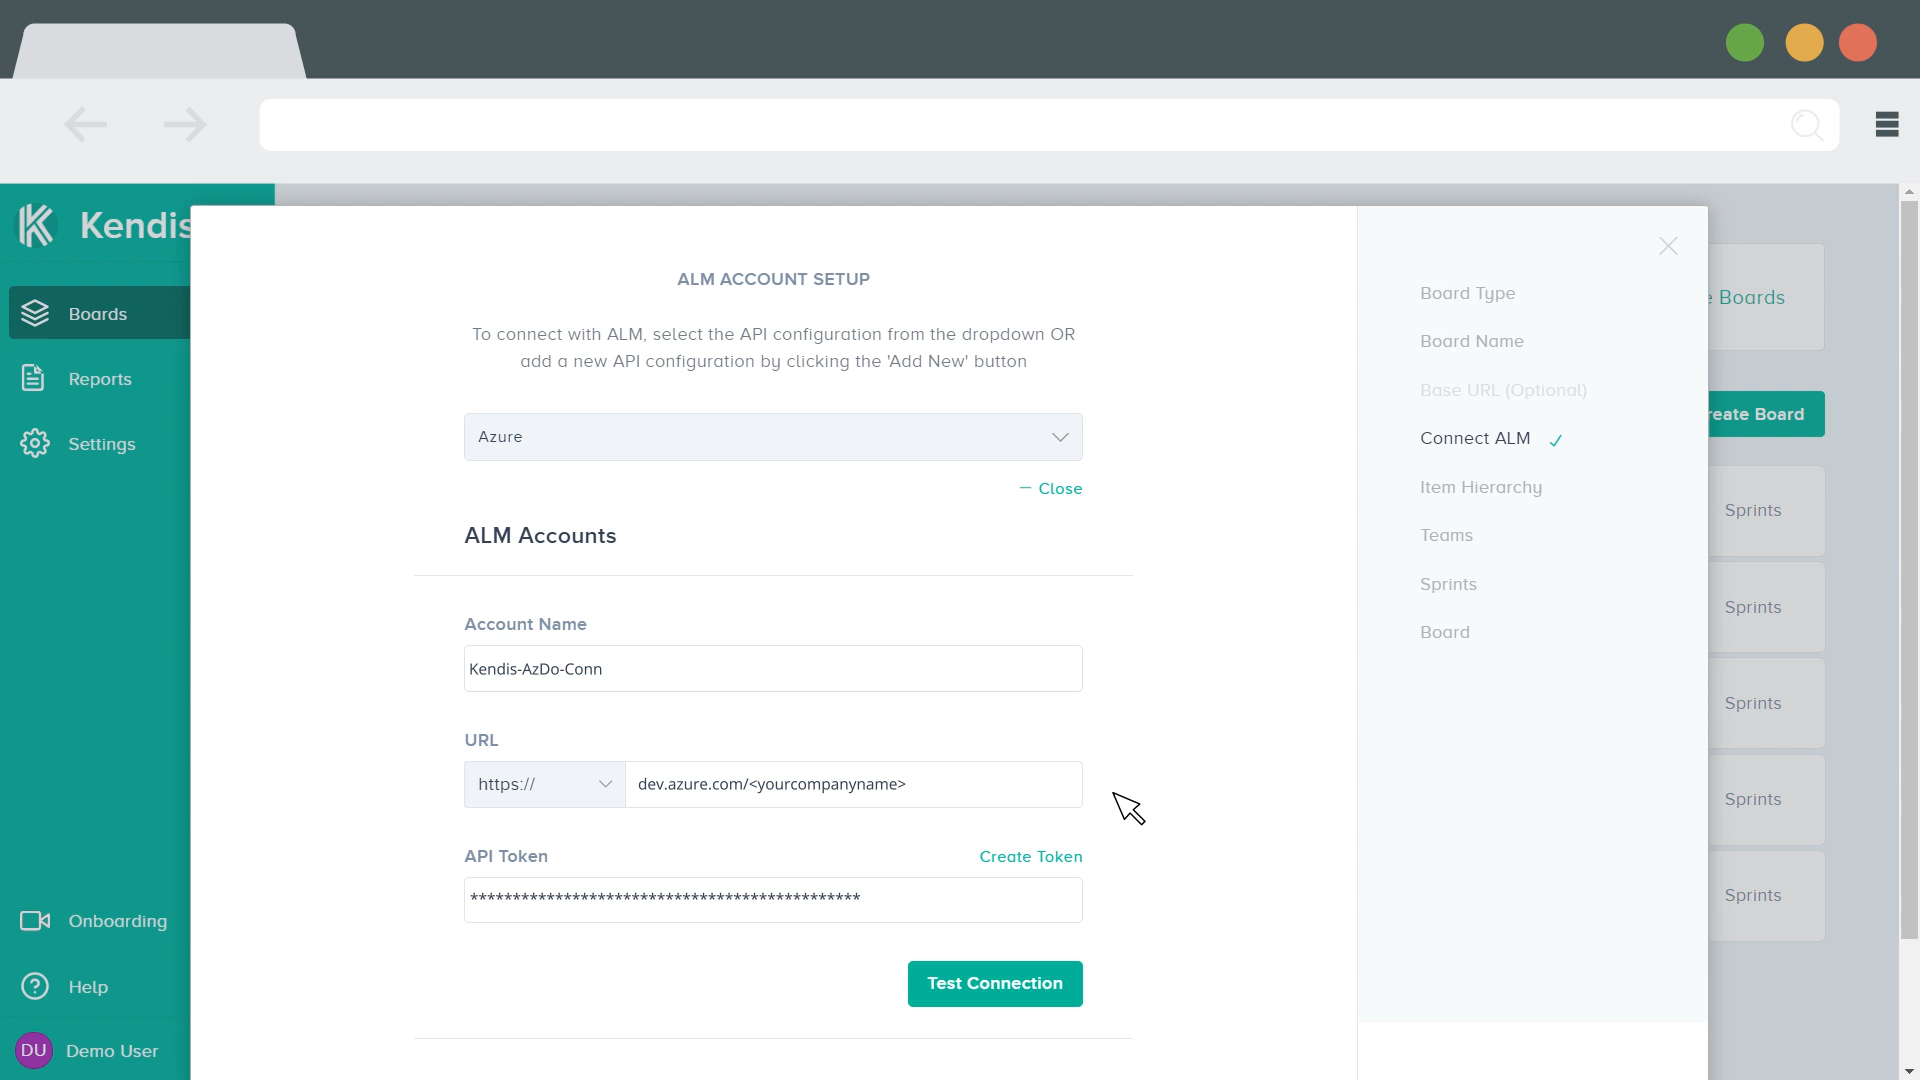 Kendis
Boards
Reports
Settings
Onboarding
Help
DU
Demo User
ALM ACCOUNT SETUP
To connect with ALM, select the API configuration from the dropdown OR
add a new API configuration by clicking the 'Add New' button
Azure
Close
ALM Accounts
Account Name
Kendis-AzDo-Conn
URL
https://
dev.azure.com/<yourcompanyname>
API Token
Create Token
**********************************************
Test Connection
Board Type
Board Name
Base URL (Optional)
Connect ALM
Item Hierarchy
Teams
Sprints
Board
e Boards
reate Board
Sprints
Sprints
Sprints
Sprints
Sprints